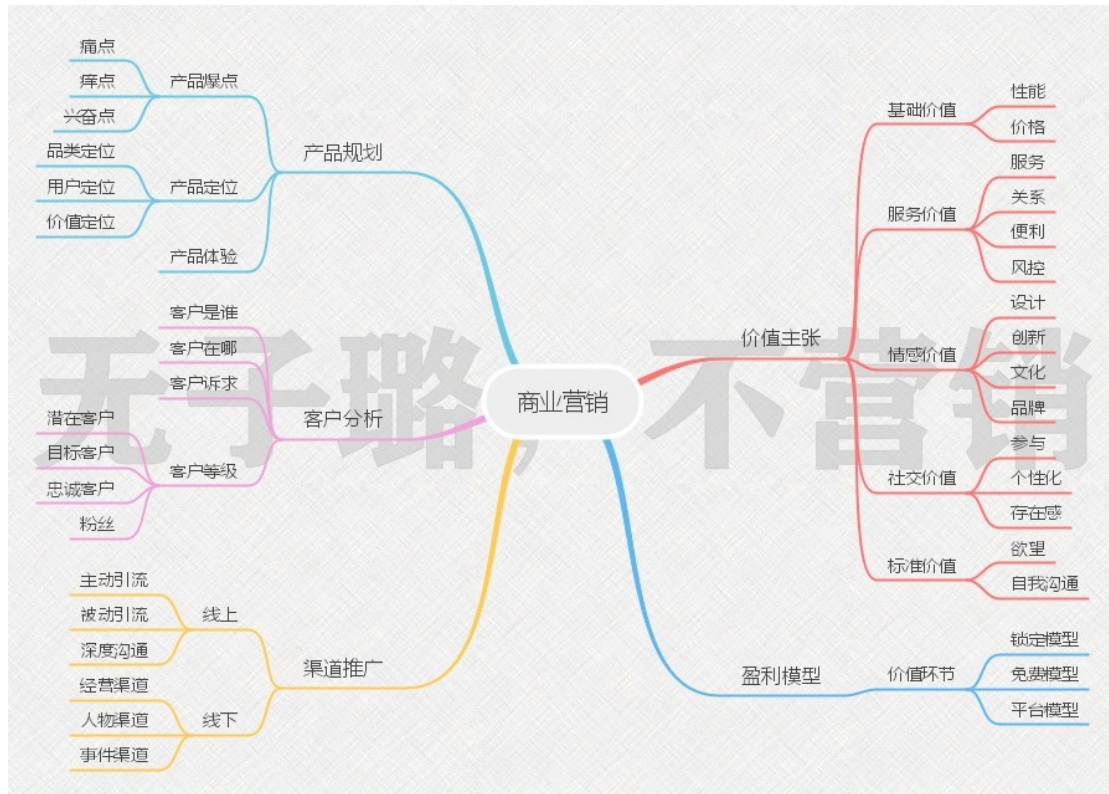 商业营销
产品规划
产品爆点
痛点
痒点
兴奋点
产品定位
品类定位
用户定位
价值定位
产品体验
客户分析
客户是谁
客户在哪
客户诉求
客户等级
潜在客户
目标客户
忠诚客户
粉丝
渠道推广
线上
主动引流
被动引流
深度沟通
线下
经营渠道
人物渠道
事件渠道
价值主张
基础价值
性能
价格
服务价值
服务
关系
便利
风控
情感价值
设计
创新
文化
品牌
社交价值
参与
个性化
存在感
标准价值
欲望
自我沟通
盈利模型
价值环节
锁定模型
免费模型
平台模型
无子璐，不营销